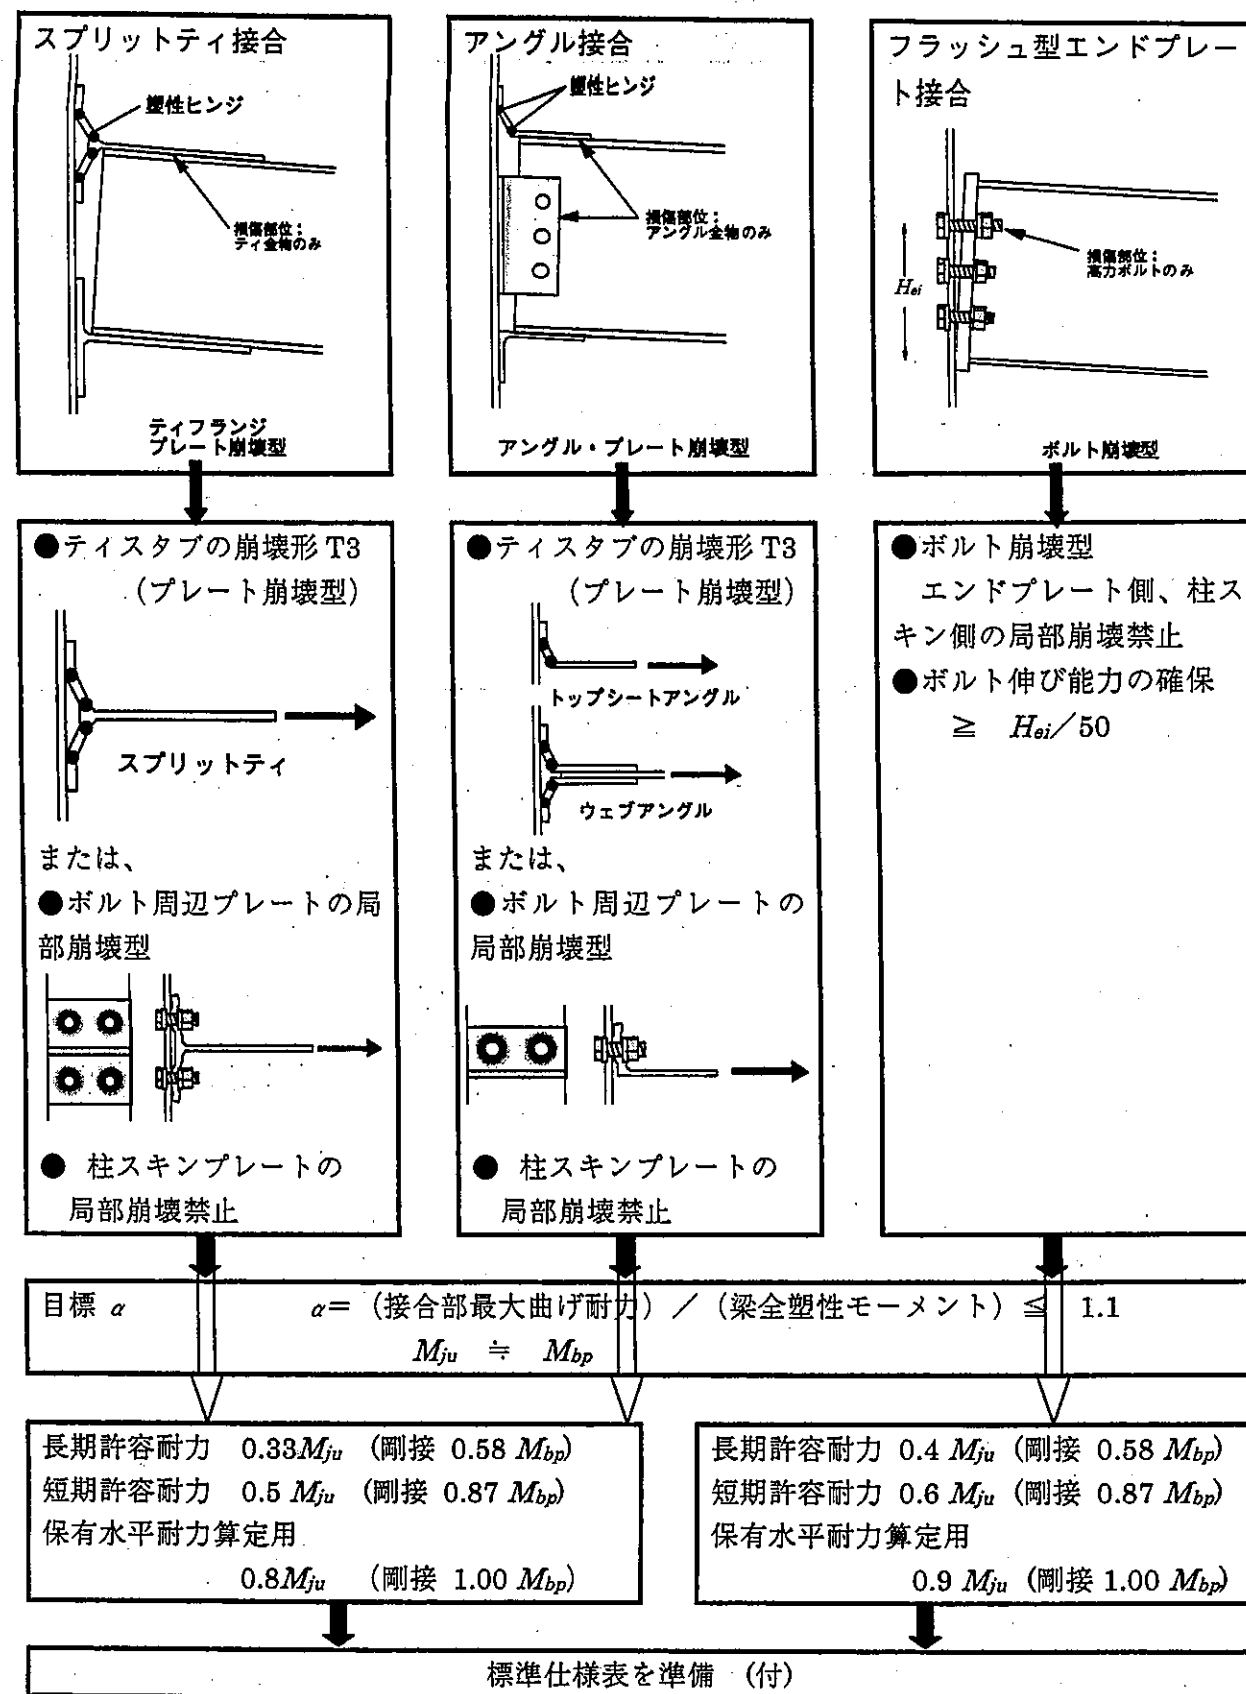 スプリットティ接合
塑性ヒンジ
損傷部位：
ティ金物のみ
ティフランジ
プレート崩壊型
アングル接合
塑性ヒンジ
損傷部位：
アングル金物のみ
アングル・プレート崩壊型
フラッシュ型エンドプレー
ト接合
損傷部位：
高力ボルトのみ
Hei
ボルト崩壊型
●ティスタブの崩壊形 T3
（プレート崩壊型）
スプリットティ
または、
●ボルト周辺プレートの局
部崩壊型
● 柱スキンプレートの
局部崩壊禁止
●ティスタブの崩壊形 T3
（プレート崩壊型）
トップシートアングル
ウェブアングル
または、
●ボルト周辺プレートの
局部崩壊型
● 柱スキンプレートの
局部崩壊禁止
●ボルト崩壊型
エンドプレート側、柱ス
キン側の局部崩壊禁止
●ボルト伸び能力の確保
≧ Hei／50
目標 α α＝（接合部最大曲げ耐力）／（梁全塑性モーメント）≦ 1.1
Mju ≒ Mbp
長期許容耐力 0.33Mju （剛接 0.58 Mbp）
短期許容耐力 0.5 Mju （剛接 0.87 Mbp）
保有水平耐力算定用
0.8Mju （剛接 1.00 Mbp）
長期許容耐力 0.4 Mju （剛接 0.58 Mbp）
短期許容耐力 0.6 Mju （剛接 0.87 Mbp）
保有水平耐力算定用
0.9 Mju （剛接 1.00 Mbp）
標準仕様表を準備 （付）